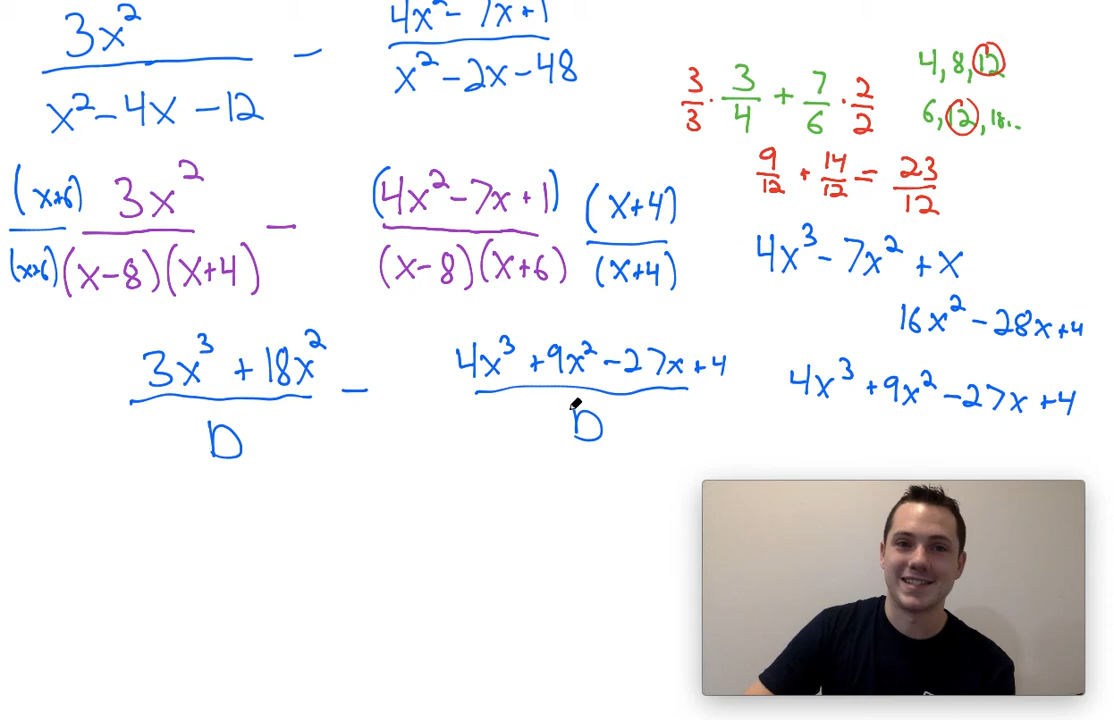 3x² / (x² - 4x - 12) - (4x² - 7x + 1) / (x² - 2x - 48)
3/3 · 3/4 + 7/6 · 2/2
4, 8, 12
6, 12, 18...
9/12 + 14/12 = 23/12
(x+6)/(x+6) 3x² / (x-8)(x+4) - (4x² - 7x + 1) / (x-8)(x+6) (x+4)/(x+4)
4x³ - 7x² + x
16x² - 28x + 4
4x³ + 9x² - 27x + 4
3x³ + 18x² / D - 4x³ + 9x² - 27x + 4 / D